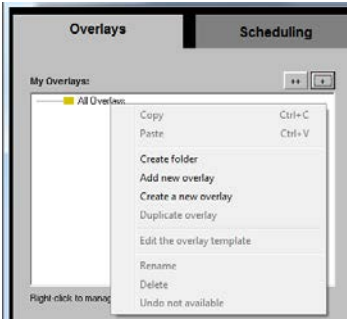 Overlays
Scheduling
My Overlays:
All Overlays
Copy Ctrl+C
Paste Ctrl+V
Create folder
Add new overlay
Create a new overlay
Duplicate overlay
Edit the overlay template
Rename
Delete
Undo not available
Right-click to manag